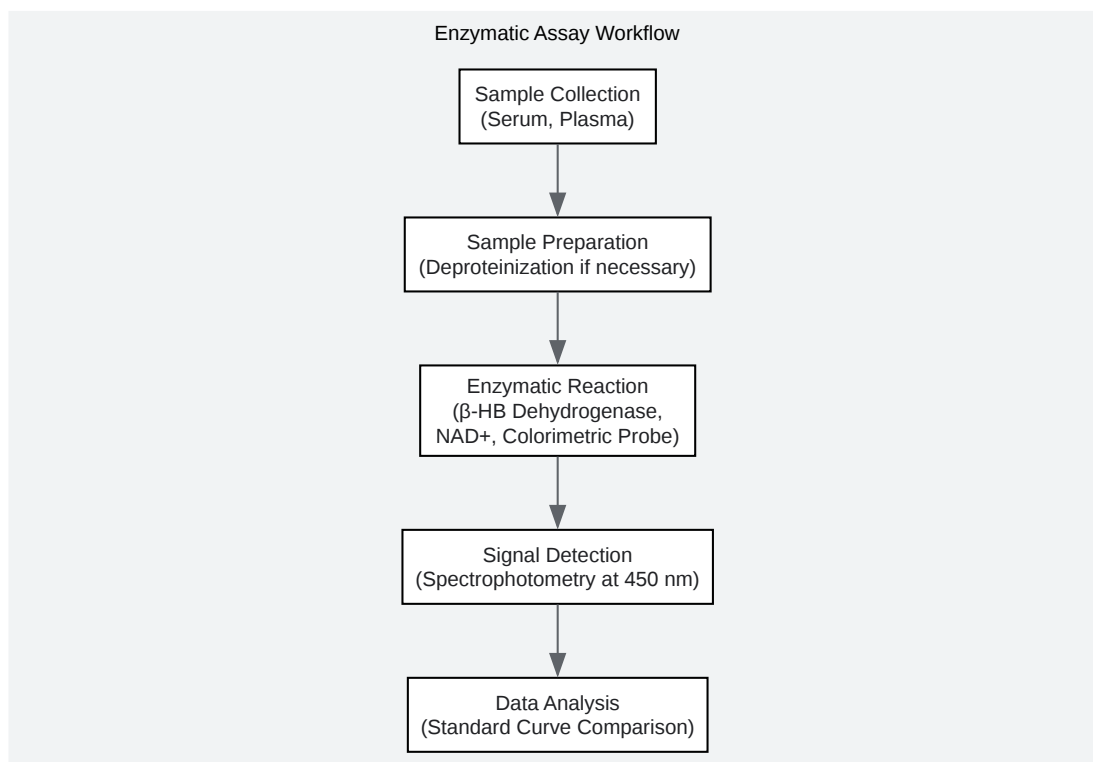 Enzymatic Assay Workflow
Sample Collection
(Serum, Plasma)
Sample Preparation
(Deproteinization if necessary)
Enzymatic Reaction
(β-HB Dehydrogenase,
NAD+, Colorimetric Probe)
Signal Detection
(Spectrophotometry at 450 nm)
Data Analysis
(Standard Curve Comparison)